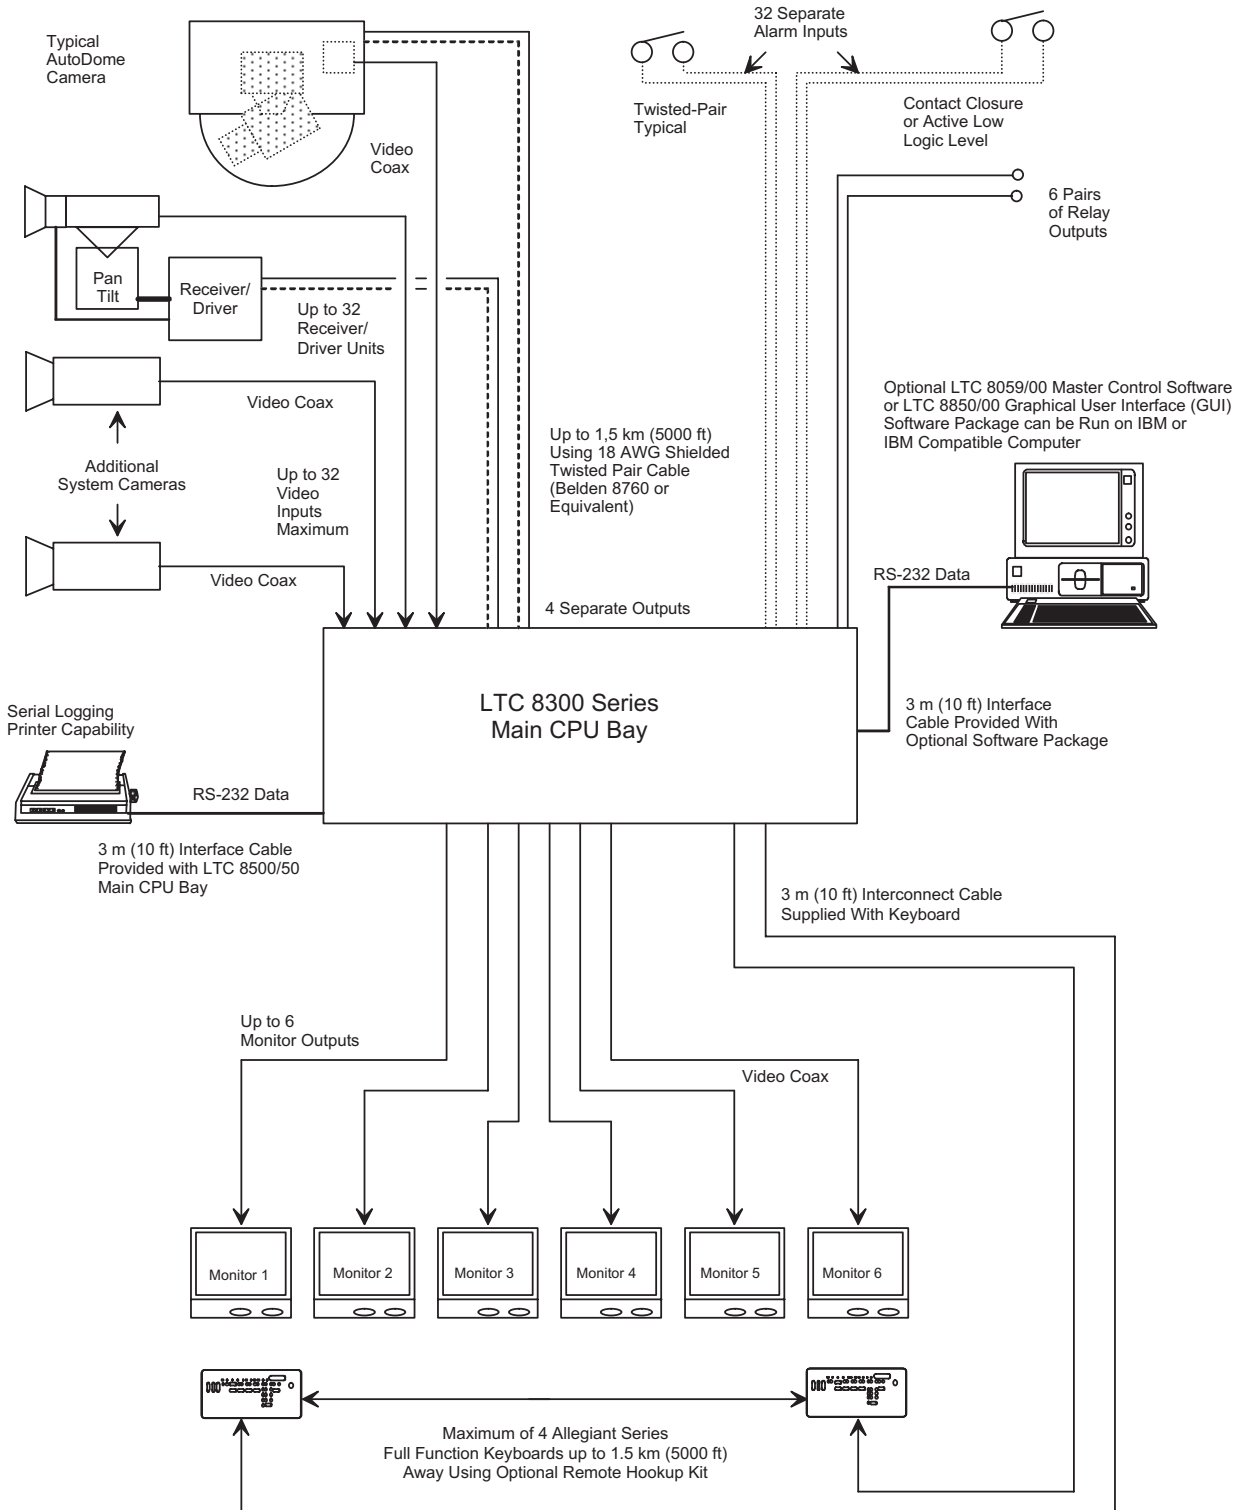 Typical
AutoDome
Camera
32 Separate
Alarm Inputs
Twisted-Pair
Typical
Contact Closure
or Active Low
Logic Level
Video
Coax
6 Pairs
of Relay
Outputs
Pan
Tilt
Receiver/
Driver
Up to 32
Receiver/
Driver Units
Video Coax
Optional LTC 8059/00 Master Control Software
or LTC 8850/00 Graphical User Interface (GUI)
Software Package can be Run on IBM or
IBM Compatible Computer
Up to 1,5 km (5000 ft)
Using 18 AWG Shielded
Twisted Pair Cable
(Belden 8760 or
Equivalent)
Additional
System Cameras
Up to 32
Video
Inputs
Maximum
Video Coax
RS-232 Data
4 Separate Outputs
LTC 8300 Series
Main CPU Bay
Serial Logging
Printer Capability
3 m (10 ft) Interface
Cable Provided With
Optional Software Package
RS-232 Data
3 m (10 ft) Interface Cable
Provided with LTC 8500/50
Main CPU Bay
3 m (10 ft) Interconnect Cable
Supplied With Keyboard
Up to 6
Monitor Outputs
Video Coax
Monitor 1
Monitor 2
Monitor 3
Monitor 4
Monitor 5
Monitor 6
Maximum of 4 Allegiant Series
Full Function Keyboards up to 1.5 km (5000 ft)
Away Using Optional Remote Hookup Kit